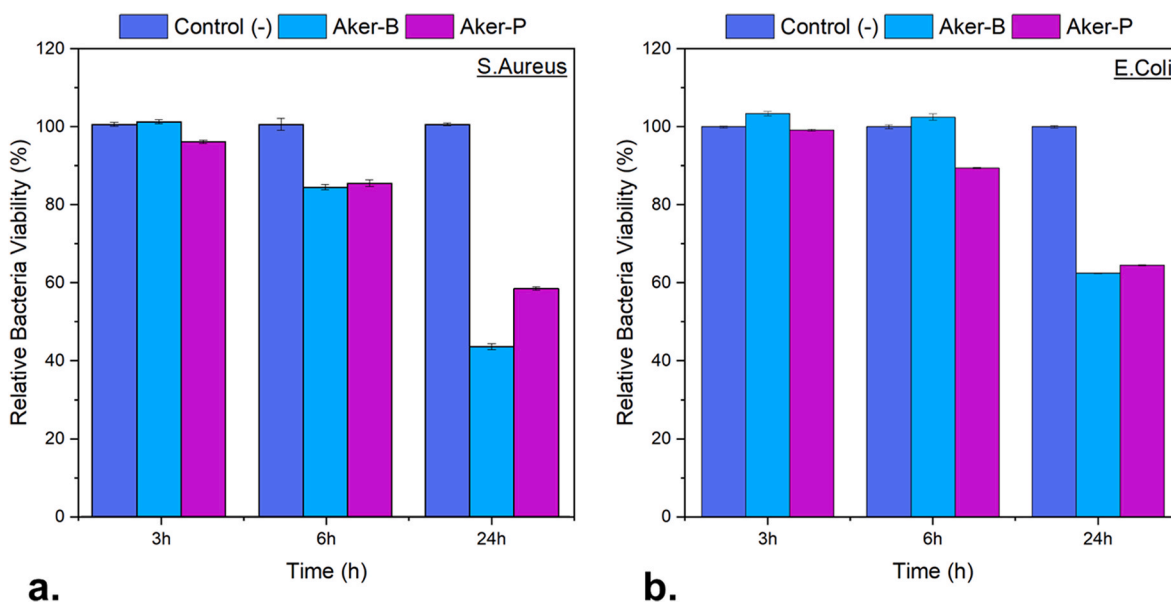 Control (-) Aker-B Aker-P
S.Aureus
Relative Bacteria Viability (%)
120
100
80
60
40
20
0
3h 6h 24h
Time (h)
a.
Control (-) Aker-B Aker-P
E.Coli
Relative Bacteria Viability (%)
120
100
80
60
40
20
0
3h 6h 24h
Time (h)
b.